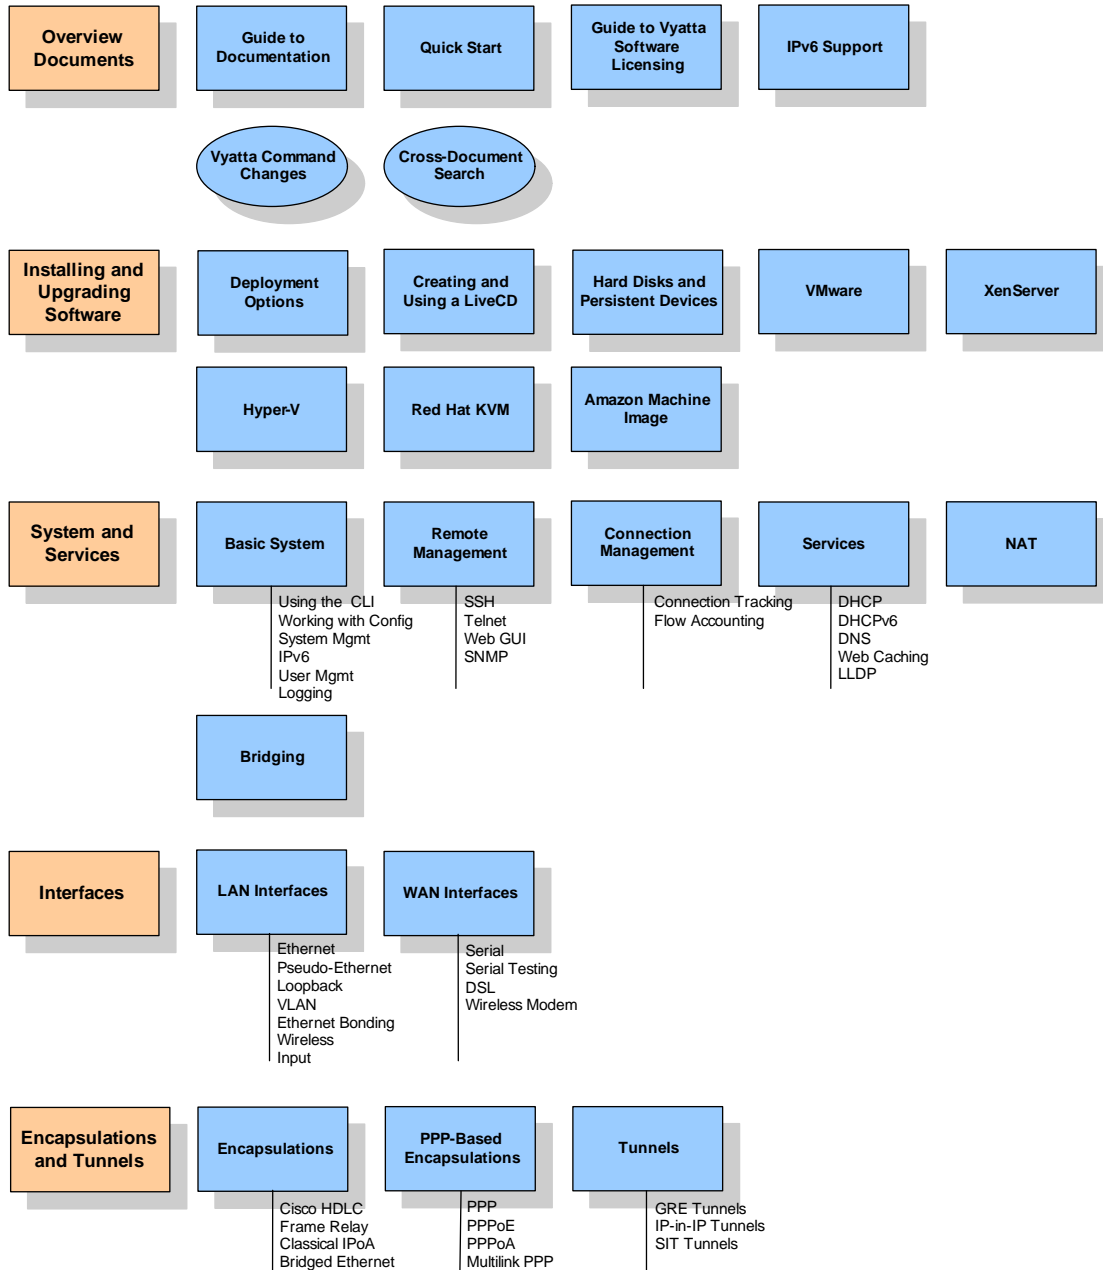 Overview
Documents
Guide to
Documentation
Quick Start
Guide to Vyatta
Software
Licensing
IPv6 Support
Vyatta Command
Changes
Cross-Document
Search
Installing and
Upgrading
Software
Deployment
Options
Creating and
Using a LiveCD
Hard Disks and
Persistent Devices
VMware
XenServer
Hyper-V
Red Hat KVM
Amazon Machine
Image
System and
Services
Basic System
Using the CLI
Working with Config
System Mgmt
IPv6
User Mgmt
Logging
Remote
Management
SSH
Telnet
Web GUI
SNMP
Connection
Management
Connection Tracking
Flow Accounting
Services
DHCP
DHCPv6
DNS
Web Caching
LLDP
NAT
Bridging
Interfaces
LAN Interfaces
Ethernet
Pseudo-Ethernet
Loopback
VLAN
Ethernet Bonding
Wireless
Input
WAN Interfaces
Serial
Serial Testing
DSL
Wireless Modem
Encapsulations
and Tunnels
Encapsulations
Cisco HDLC
Frame Relay
Classical IPoA
Bridged Ethernet
PPP-Based
Encapsulations
PPP
PPPoE
PPPoA
Multilink PPP
Tunnels
GRE Tunnels
IP-in-IP Tunnels
SIT Tunnels